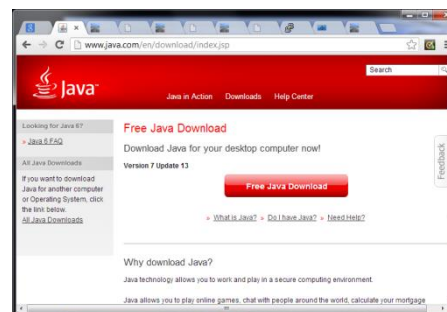 www.java.com/en/download/index.jsp
Search
Java
Java in Action Downloads Help Center
Looking for Java 6?
» Java 6 FAQ
All Java Downloads
If you want to download
Java for another computer
or Operating System, click
the link below.
All Java Downloads
Free Java Download
Download Java for your desktop computer now!
Version 7 Update 13
Free Java Download
» What is Java? » Do I have Java? » Need Help?
Why download Java?
Java technology allows you to work and play in a secure computing environment.
Java allows you to play online games, chat with people around the world, calculate your mortgage
Feedback